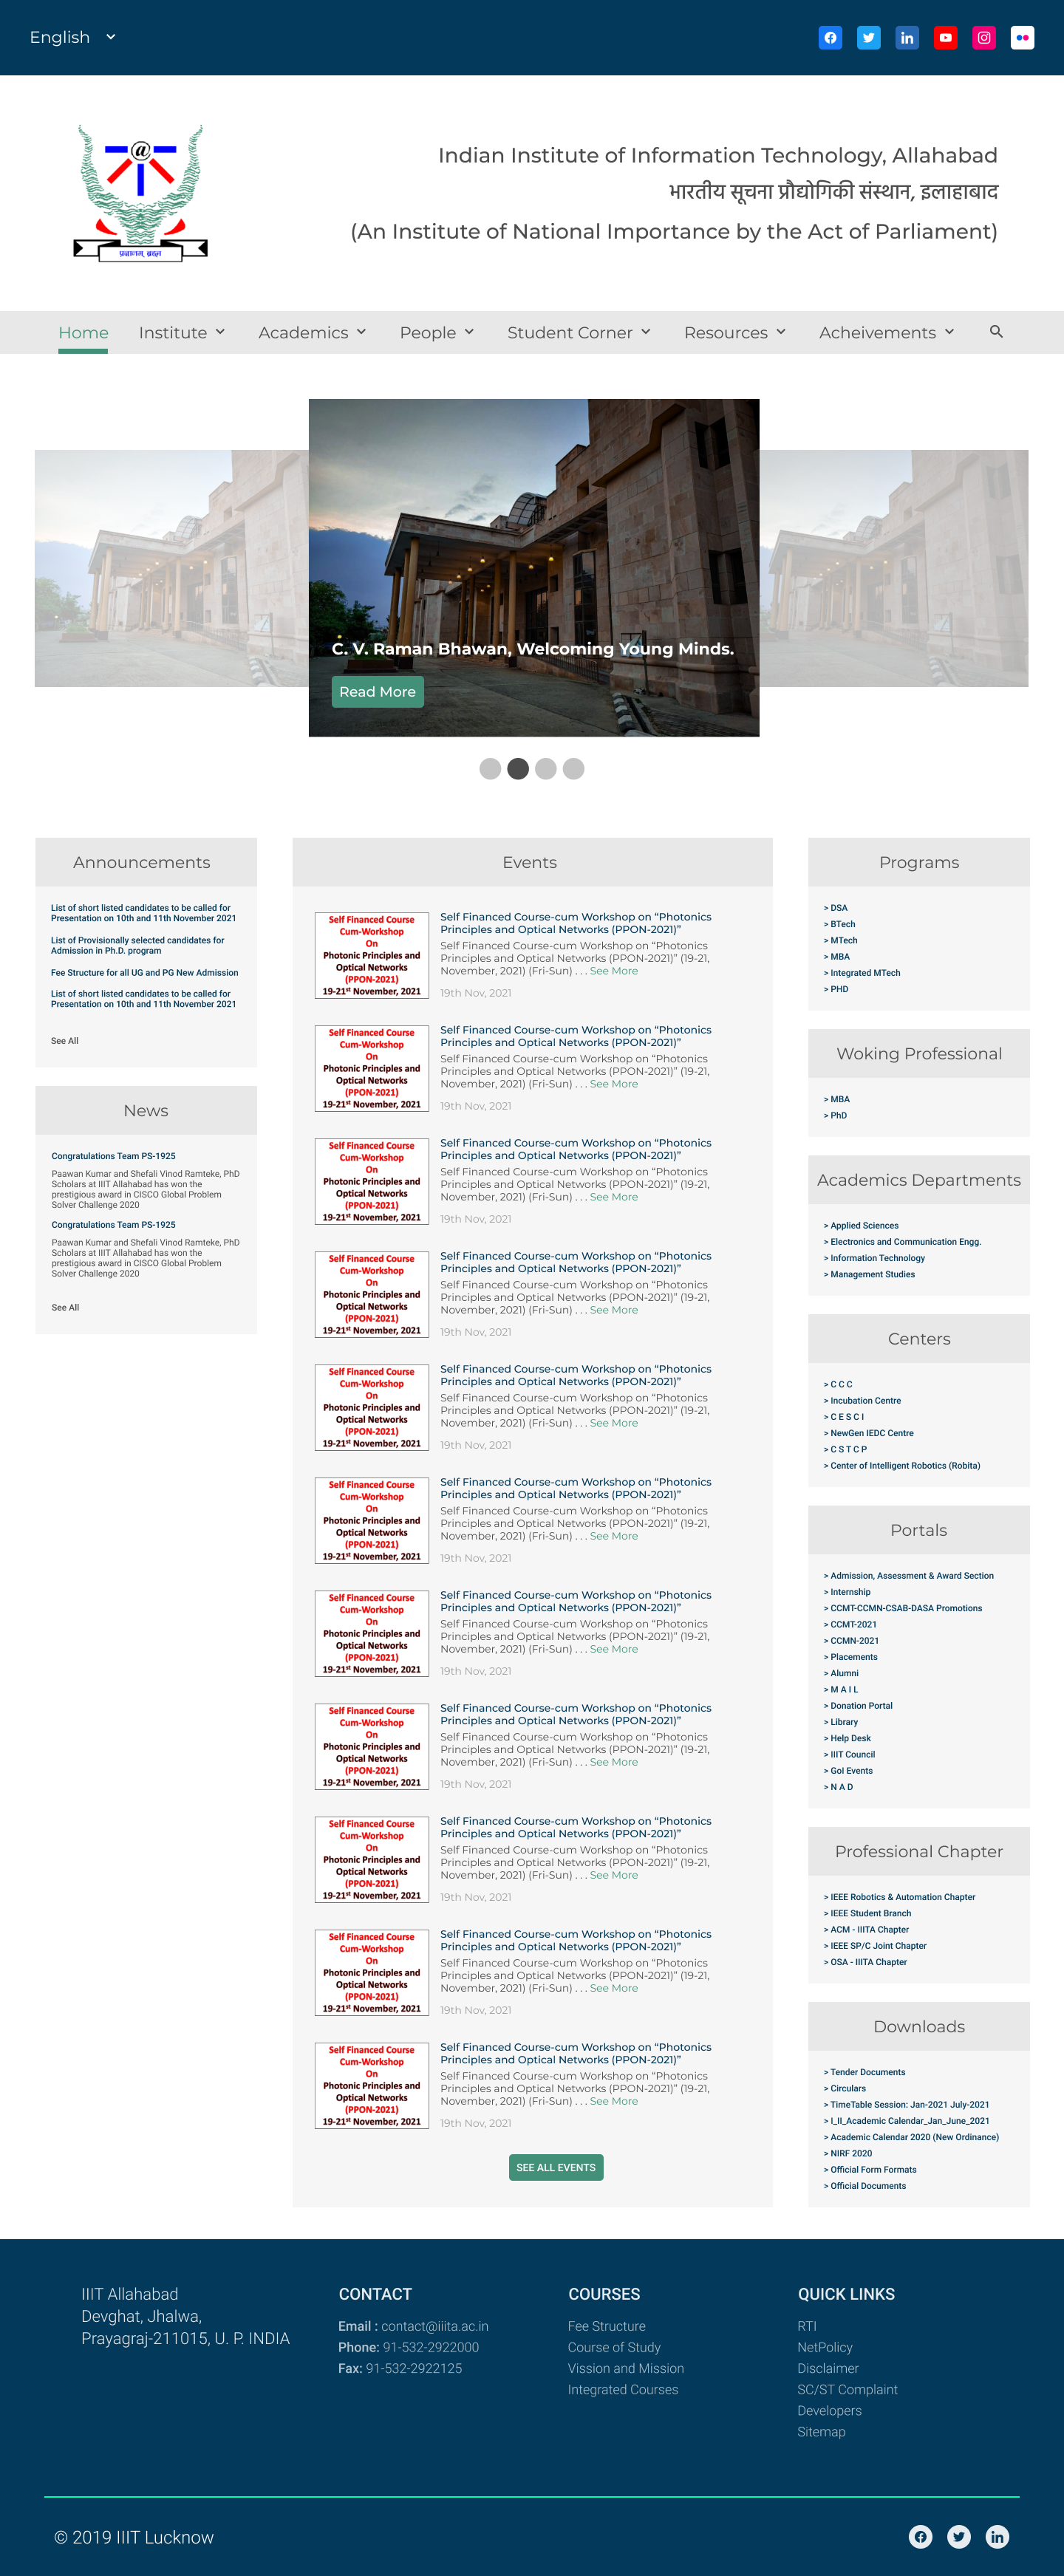 English
@
प्रज्ञानम् ब्रह्म
Indian Institute of Information Technology, Allahabad
भारतीय सूचना प्रौद्योगिकी संस्थान, इलाहाबाद
(An Institute of National Importance by the Act of Parliament)
Home Institute Academics People Student Corner Resources Acheivements
C. V. Raman Bhawan, Welcoming Young Minds.
Read More
Announcements
List of short listed candidates to be called for
Presentation on 10th and 11th November 2021
List of Provisionally selected candidates for
Admission in Ph.D. program
Fee Structure for all UG and PG New Admission
List of short listed candidates to be called for
Presentation on 10th and 11th November 2021
See All
News
Congratulations Team PS-1925
Paawan Kumar and Shefali Vinod Ramteke, PhD
Scholars at IIIT Allahabad has won the
prestigious award in CISCO Global Problem
Solver Challenge 2020
Congratulations Team PS-1925
Paawan Kumar and Shefali Vinod Ramteke, PhD
Scholars at IIIT Allahabad has won the
prestigious award in CISCO Global Problem
Solver Challenge 2020
See All
Events
Self Financed Course
Cum-Workshop
On
Photonic Principles and
Optical Networks
(PPON-2021)
19-21st November, 2021
Self Financed Course-cum Workshop on “Photonics
Principles and Optical Networks (PPON-2021)”
Self Financed Course-cum Workshop on “Photonics
Principles and Optical Networks (PPON-2021)” (19-21,
November, 2021) (Fri-Sun) . . . See More
19th Nov, 2021
Self Financed Course
Cum-Workshop
On
Photonic Principles and
Optical Networks
(PPON-2021)
19-21st November, 2021
Self Financed Course-cum Workshop on “Photonics
Principles and Optical Networks (PPON-2021)”
Self Financed Course-cum Workshop on “Photonics
Principles and Optical Networks (PPON-2021)” (19-21,
November, 2021) (Fri-Sun) . . . See More
19th Nov, 2021
Self Financed Course
Cum-Workshop
On
Photonic Principles and
Optical Networks
(PPON-2021)
19-21st November, 2021
Self Financed Course-cum Workshop on “Photonics
Principles and Optical Networks (PPON-2021)”
Self Financed Course-cum Workshop on “Photonics
Principles and Optical Networks (PPON-2021)” (19-21,
November, 2021) (Fri-Sun) . . . See More
19th Nov, 2021
Self Financed Course
Cum-Workshop
On
Photonic Principles and
Optical Networks
(PPON-2021)
19-21st November, 2021
Self Financed Course-cum Workshop on “Photonics
Principles and Optical Networks (PPON-2021)”
Self Financed Course-cum Workshop on “Photonics
Principles and Optical Networks (PPON-2021)” (19-21,
November, 2021) (Fri-Sun) . . . See More
19th Nov, 2021
Self Financed Course
Cum-Workshop
On
Photonic Principles and
Optical Networks
(PPON-2021)
19-21st November, 2021
Self Financed Course-cum Workshop on “Photonics
Principles and Optical Networks (PPON-2021)”
Self Financed Course-cum Workshop on “Photonics
Principles and Optical Networks (PPON-2021)” (19-21,
November, 2021) (Fri-Sun) . . . See More
19th Nov, 2021
Self Financed Course
Cum-Workshop
On
Photonic Principles and
Optical Networks
(PPON-2021)
19-21st November, 2021
Self Financed Course-cum Workshop on “Photonics
Principles and Optical Networks (PPON-2021)”
Self Financed Course-cum Workshop on “Photonics
Principles and Optical Networks (PPON-2021)” (19-21,
November, 2021) (Fri-Sun) . . . See More
19th Nov, 2021
Self Financed Course
Cum-Workshop
On
Photonic Principles and
Optical Networks
(PPON-2021)
19-21st November, 2021
Self Financed Course-cum Workshop on “Photonics
Principles and Optical Networks (PPON-2021)”
Self Financed Course-cum Workshop on “Photonics
Principles and Optical Networks (PPON-2021)” (19-21,
November, 2021) (Fri-Sun) . . . See More
19th Nov, 2021
Self Financed Course
Cum-Workshop
On
Photonic Principles and
Optical Networks
(PPON-2021)
19-21st November, 2021
Self Financed Course-cum Workshop on “Photonics
Principles and Optical Networks (PPON-2021)”
Self Financed Course-cum Workshop on “Photonics
Principles and Optical Networks (PPON-2021)” (19-21,
November, 2021) (Fri-Sun) . . . See More
19th Nov, 2021
Self Financed Course
Cum-Workshop
On
Photonic Principles and
Optical Networks
(PPON-2021)
19-21st November, 2021
Self Financed Course-cum Workshop on “Photonics
Principles and Optical Networks (PPON-2021)”
Self Financed Course-cum Workshop on “Photonics
Principles and Optical Networks (PPON-2021)” (19-21,
November, 2021) (Fri-Sun) . . . See More
19th Nov, 2021
Self Financed Course
Cum-Workshop
On
Photonic Principles and
Optical Networks
(PPON-2021)
19-21st November, 2021
Self Financed Course-cum Workshop on “Photonics
Principles and Optical Networks (PPON-2021)”
Self Financed Course-cum Workshop on “Photonics
Principles and Optical Networks (PPON-2021)” (19-21,
November, 2021) (Fri-Sun) . . . See More
19th Nov, 2021
Self Financed Course
Cum-Workshop
On
Photonic Principles and
Optical Networks
(PPON-2021)
19-21st November, 2021
Self Financed Course-cum Workshop on “Photonics
Principles and Optical Networks (PPON-2021)”
Self Financed Course-cum Workshop on “Photonics
Principles and Optical Networks (PPON-2021)” (19-21,
November, 2021) (Fri-Sun) . . . See More
19th Nov, 2021
SEE ALL EVENTS
Programs
> DSA
> BTech
> MTech
> MBA
> Integrated MTech
> PHD
Woking Professional
> MBA
> PhD
Academics Departments
> Applied Sciences
> Electronics and Communication Engg.
> Information Technology
> Management Studies
Centers
> C C C
> Incubation Centre
> C E S C I
> NewGen IEDC Centre
> C S T C P
> Center of Intelligent Robotics (Robita)
Portals
> Admission, Assessment & Award Section
> Internship
> CCMT-CCMN-CSAB-DASA Promotions
> CCMT-2021
> CCMN-2021
> Placements
> Alumni
> M A I L
> Donation Portal
> Library
> Help Desk
> IIIT Council
> GoI Events
> N A D
Professional Chapter
> IEEE Robotics & Automation Chapter
> IEEE Student Branch
> ACM - IIITA Chapter
> IEEE SP/C Joint Chapter
> OSA - IIITA Chapter
Downloads
> Tender Documents
> Circulars
> TimeTable Session: Jan-2021 July-2021
> I_II_Academic Calendar_Jan_June_2021
> Academic Calendar 2020 (New Ordinance)
> NIRF 2020
> Official Form Formats
> Official Documents
IIIT Allahabad
Devghat, Jhalwa,
Prayagraj-211015, U. P. INDIA
CONTACT
Email : contact@iiita.ac.in
Phone: 91-532-2922000
Fax: 91-532-2922125
COURSES
Fee Structure
Course of Study
Vission and Mission
Integrated Courses
QUICK LINKS
RTI
NetPolicy
Disclaimer
SC/ST Complaint
Developers
Sitemap
© 2019 IIIT Lucknow